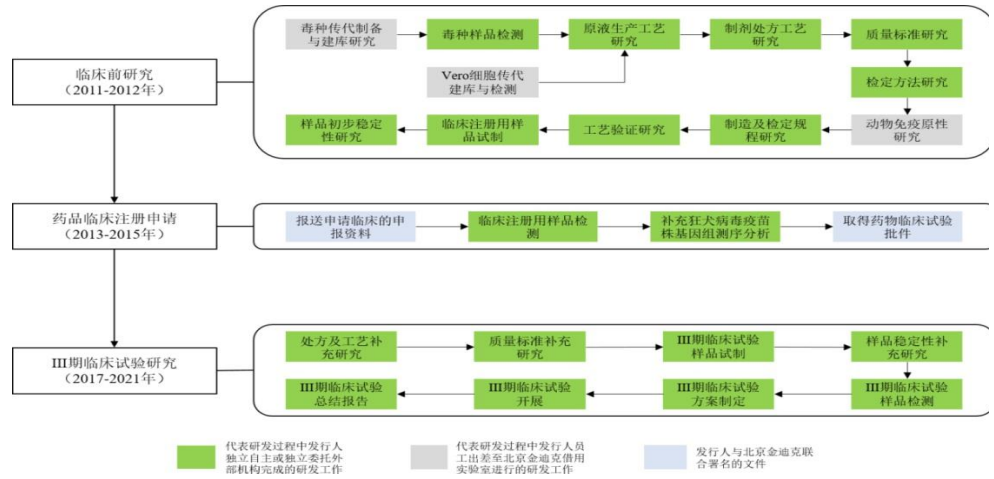 毒种传代制备
与建库研究
毒种样品检测
原液生产工艺
研究
制剂处方工艺
研究
质量标准研究
临床前研究
（2011-2012年）
Vero细胞传代
建库与检测
检定方法研究
样品初步稳定
性研究
临床注册用样
品试制
工艺验证研究
制造及检定规
程研究
动物免疫原性
研究
药品临床注册申请
（2013-2015年）
报送申请临床的申
报资料
临床注册用样品检
测
补充狂犬病毒疫苗
株基因组测序分析
取得药物临床试验
批件
III期临床试验研究
（2017-2021年）
处方及工艺补
充研究
质量标准补充
研究
III期临床试验
样品试制
样品稳定性补
充研究
III期临床试验
总结报告
III期临床试验
开展
III期临床试验
方案制定
III期临床试验
样品检测
代表研发过程中发行人
独立自主或独立委托外
部机构完成的研发工作
代表研发过程中发行人员
工出差至北京金迪克借用
实验室进行的研发工作
发行人与北京金迪克联
合署名的文件